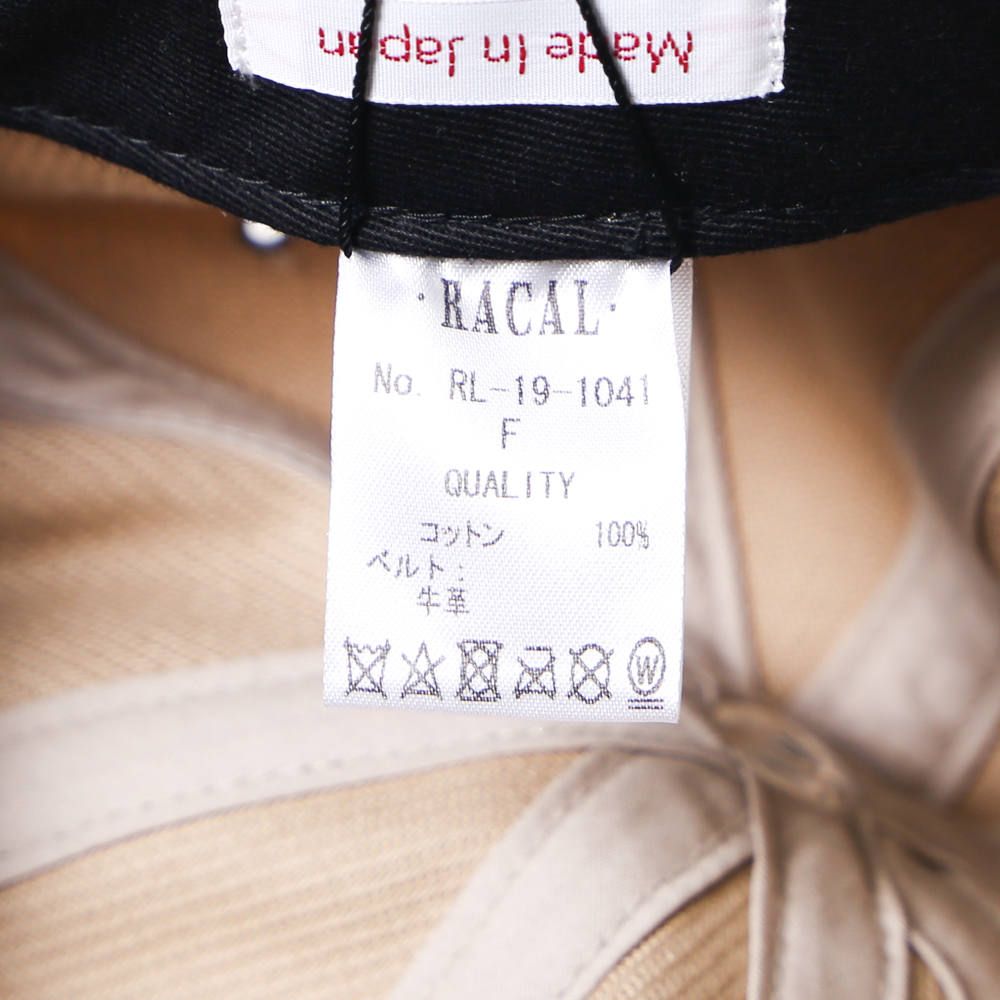 Made In Japan
・RACAL・
No. RL-19-1041
F
QUALITY
コットン 100%
ベルト:
牛革
W